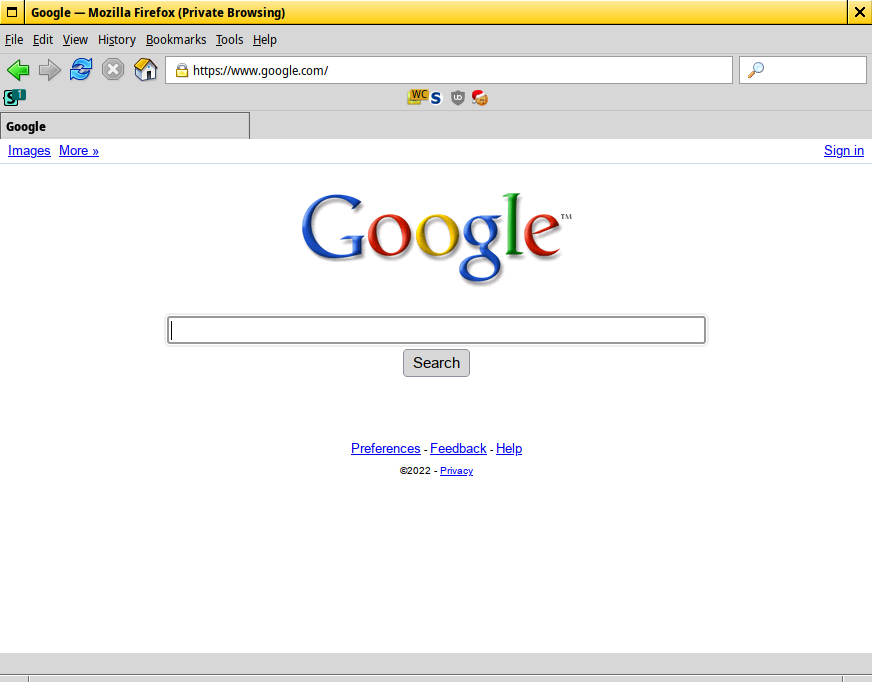 Google — Mozilla Firefox (Private Browsing)
File Edit View History Bookmarks Tools Help
https://www.google.com/
S 1 WC S UD
Google
Images More » Sign in
Google™
Search
Preferences - Feedback - Help
©2022 - Privacy